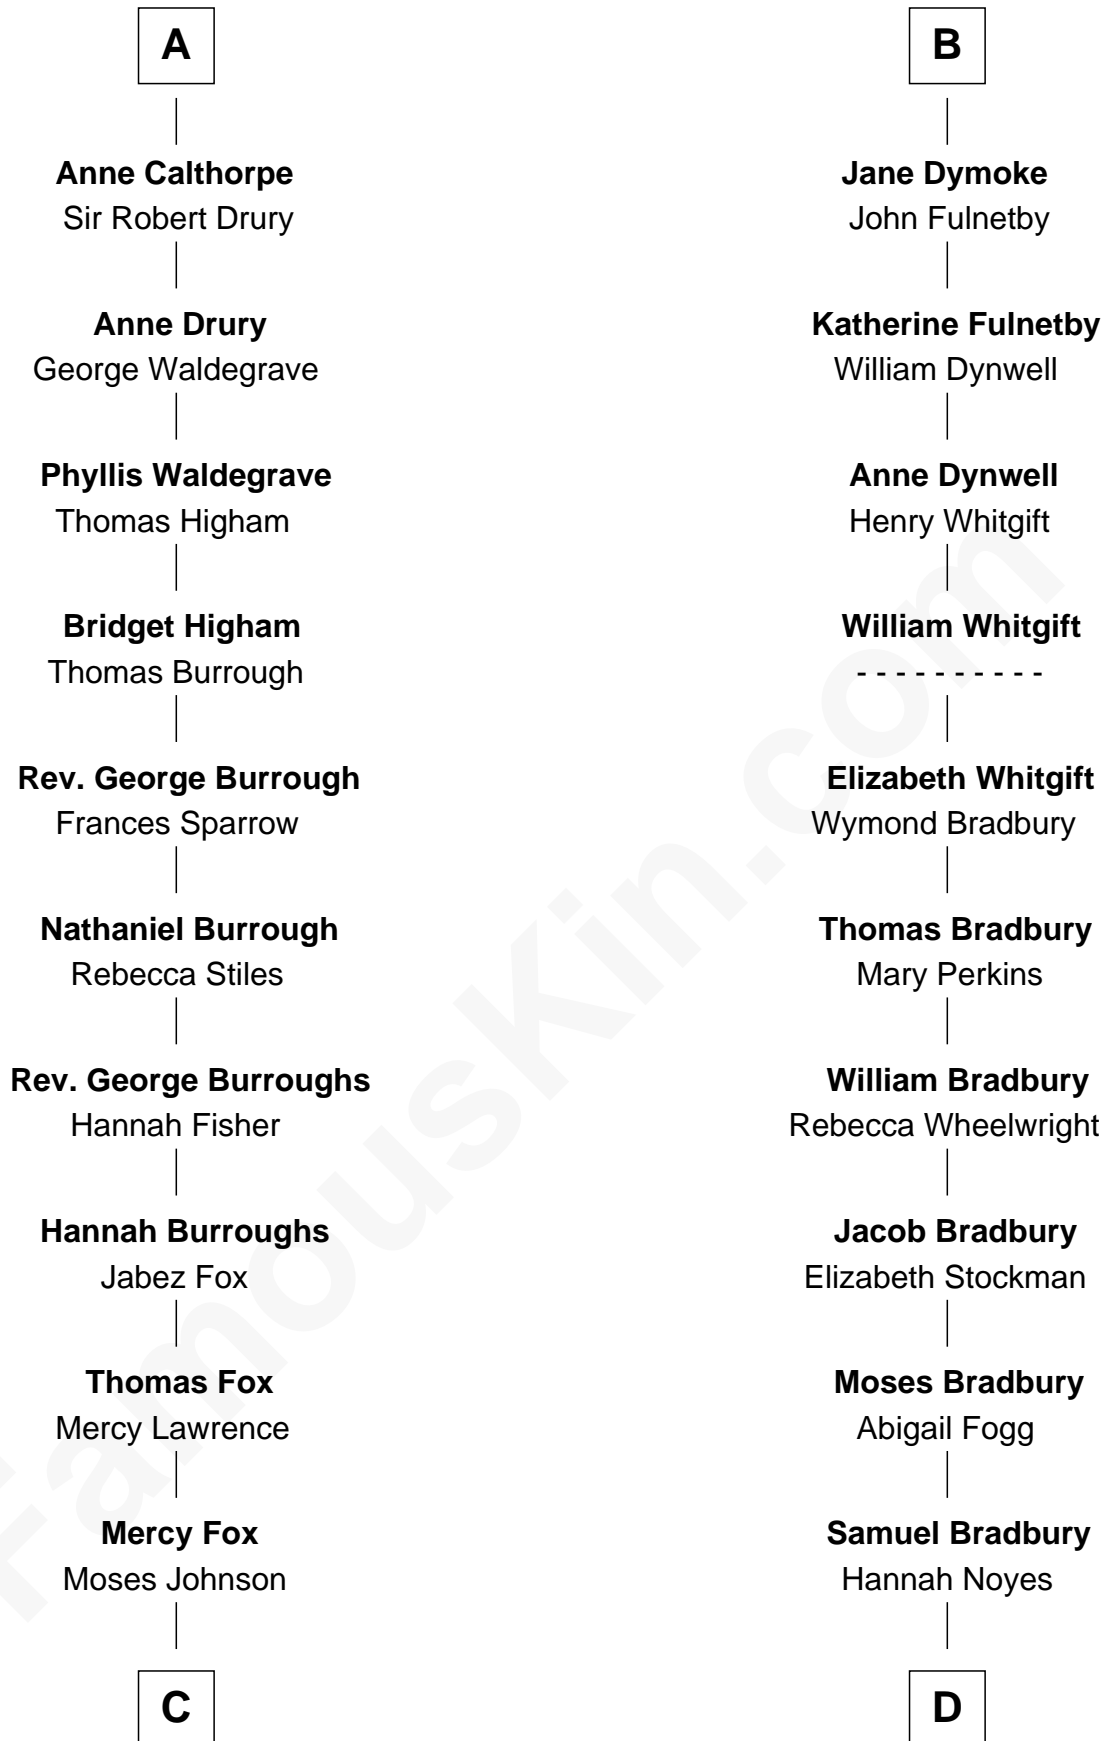 A
Anne Calthorpe
Sir Robert Drury
Anne Drury
George Waldegrave
Phyllis Waldegrave
Thomas Higham
Bridget Higham
Thomas Burrough
Rev. George Burrough
Frances Sparrow
Nathaniel Burrough
Rebecca Stiles
Rev. George Burroughs
Hannah Fisher
Hannah Burroughs
Jabez Fox
Thomas Fox
Mercy Lawrence
Mercy Fox
Moses Johnson
C
B
Jane Dymoke
John Fulnetby
Katherine Fulnetby
William Dynwell
Anne Dynwell
Henry Whitgift
William Whitgift
- - - - - - - - - -
Elizabeth Whitgift
Wymond Bradbury
Thomas Bradbury
Mary Perkins
William Bradbury
Rebecca Wheelwright
Jacob Bradbury
Elizabeth Stockman
Moses Bradbury
Abigail Fogg
Samuel Bradbury
Hannah Noyes
D
FamousKin.com